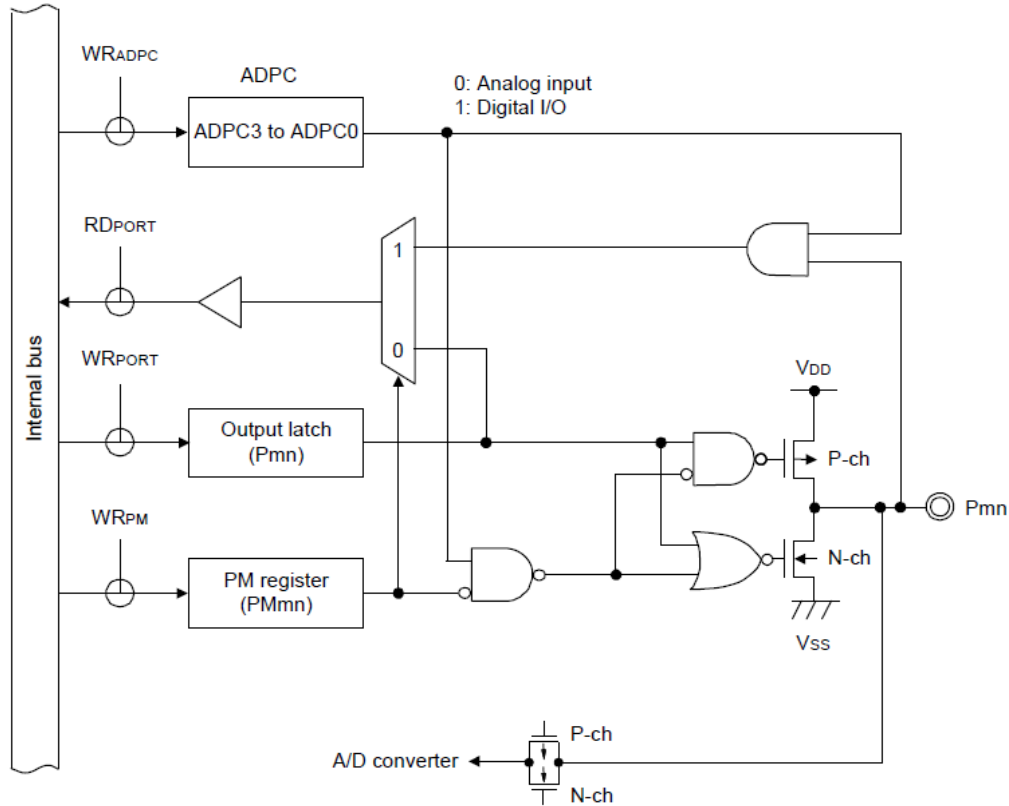 WRADPC
ADPC
0: Analog input
1: Digital I/O
ADPC3 to ADPC0
RDPORT
1
0
Internal bus
WRPORT
VDD
Output latch
(Pmn)
P-ch
Pmn
WRPM
N-ch
PM register
(PMmn)
VSS
P-ch
A/D converter
N-ch